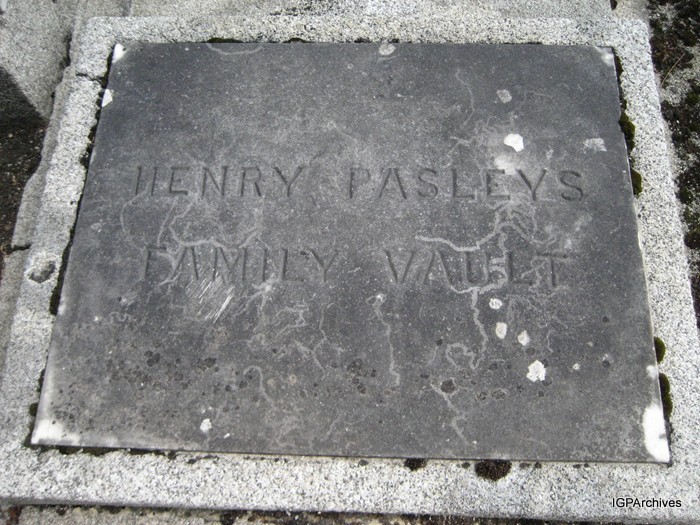 HENRY PASLEYS
FAMILY VAULT
IGPArchives